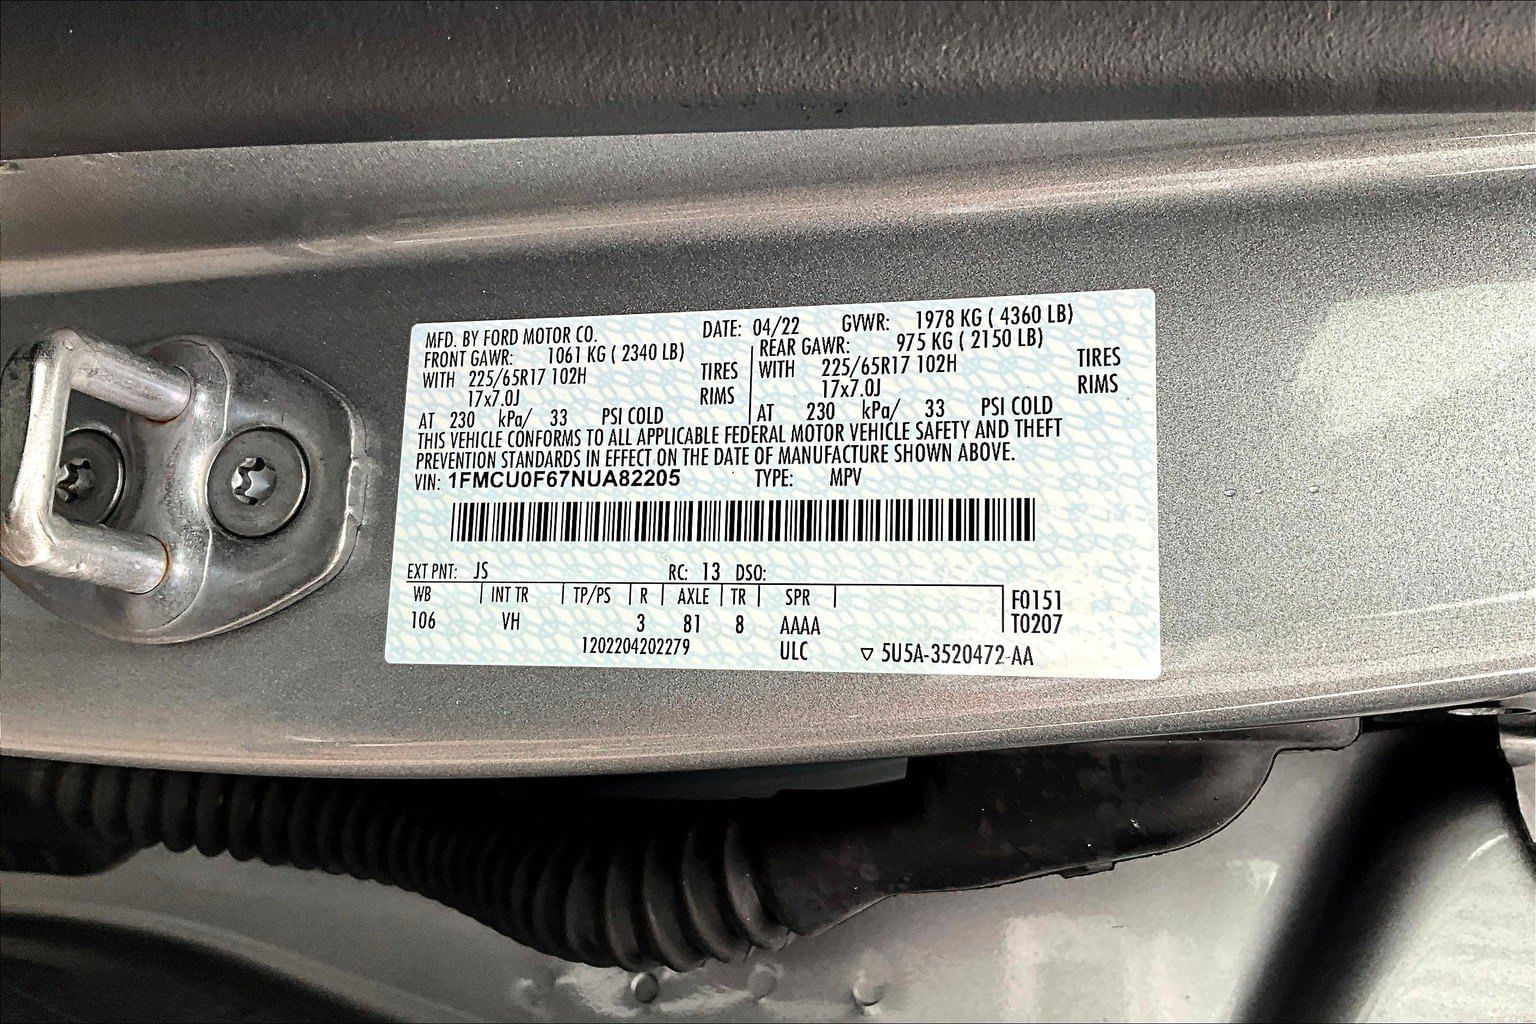 MFD. BY FORD MOTOR CO. DATE: 04/22 GVWR: 1978 KG ( 4360 LB)
FRONT GAWR: 1061 KG ( 2340 LB) REAR GAWR: 975 KG ( 2150 LB)
WITH 225/65R17 102H TIRES WITH 225/65R17 102H TIRES
17x7.0J RIMS 17x7.0J RIMS
AT 230 kPa/ 33 PSI COLD AT 230 kPa/ 33 PSI COLD
THIS VEHICLE CONFORMS TO ALL APPLICABLE FEDERAL MOTOR VEHICLE SAFETY AND THEFT
PREVENTION STANDARDS IN EFFECT ON THE DATE OF MANUFACTURE SHOWN ABOVE.
VIN: 1FMCU0F67NUA82205 TYPE: MPV
EXT PNT: JS RC: 13 DSO:
WB INT TR TP/PS R AXLE TR SPR F0151
106 VH 3 81 8 AAAA T0207
1202204202279 ULC ▽ 5U5A-3520472-AA